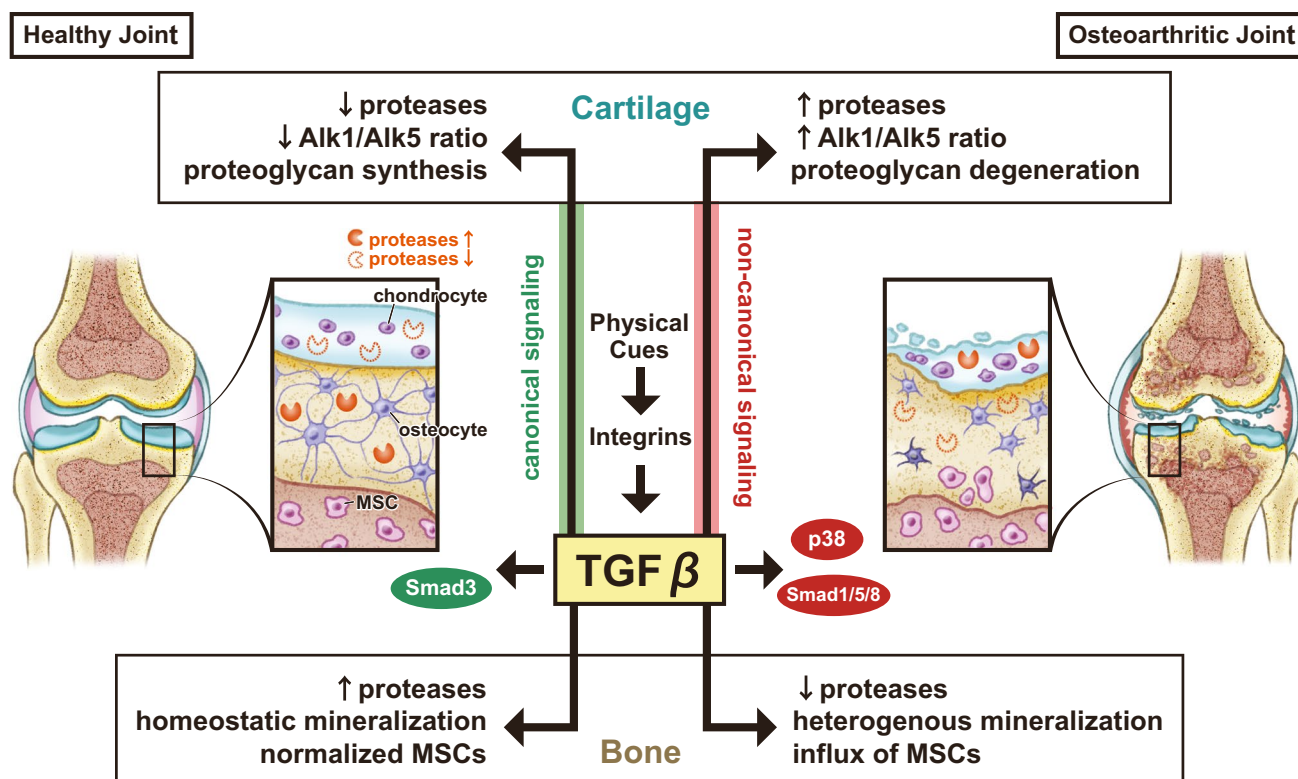 Healthy Joint
Osteoarthritic Joint
Cartilage
↓ proteases
↓ Alk1/Alk5 ratio
proteoglycan synthesis
↑ proteases
↑ Alk1/Alk5 ratio
proteoglycan degeneration
proteases ↑
proteases ↓
chondrocyte
osteocyte
MSC
canonical signaling
Physical
Cues
Integrins
non-canonical signaling
TGF β
Smad3
p38
Smad1/5/8
↑ proteases
homeostatic mineralization
normalized MSCs
Bone
↓ proteases
heterogenous mineralization
influx of MSCs